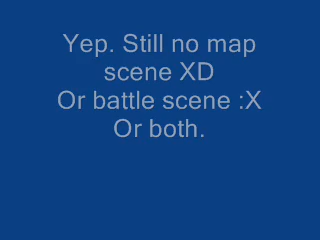 Yep. Still no map
scene XD
Or battle scene :X
Or both.